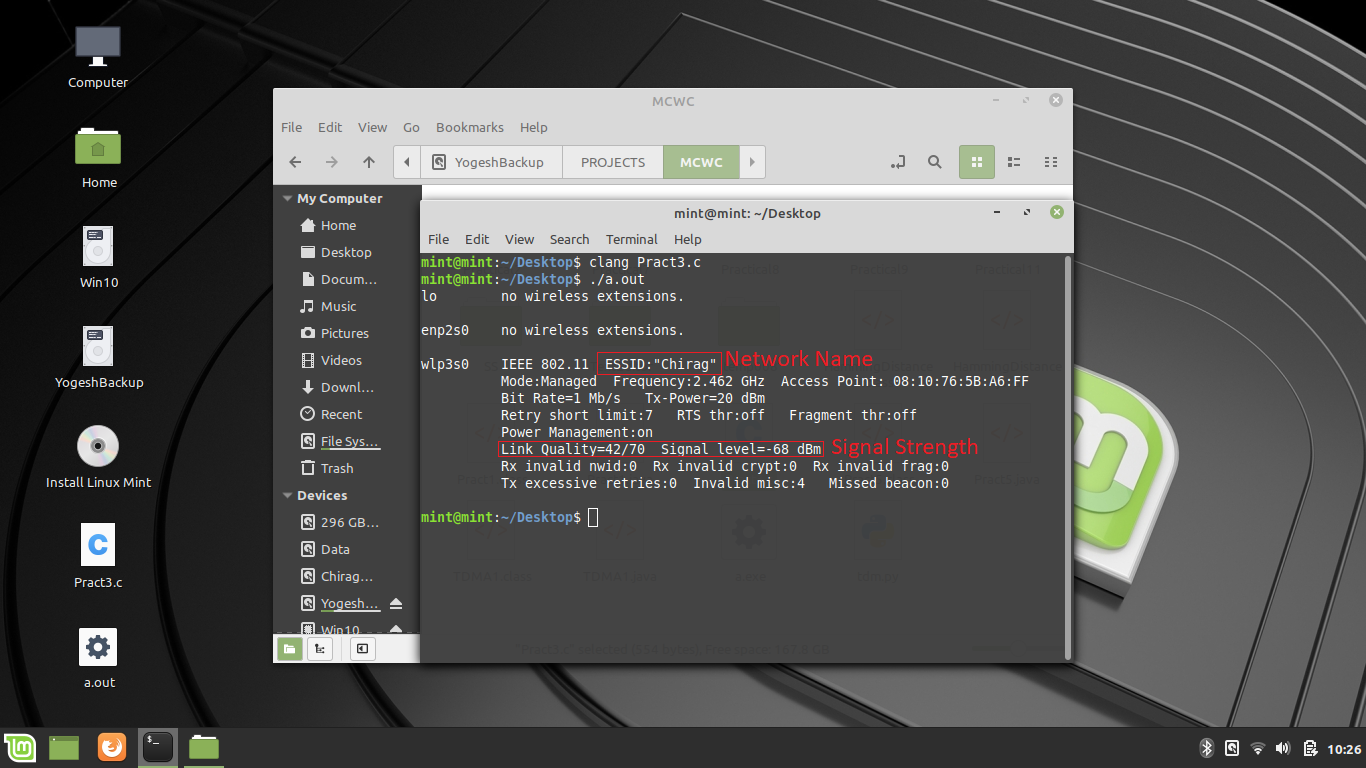 Computer
Home
Win10
YogeshBackup
Install Linux Mint
Pract3.c
a.out
MCWC
File Edit View Go Bookmarks Help
YogeshBackup PROJECTS MCWC
My Computer
Home
Desktop
Docum...
Music
Pictures
Videos
Downl...
Recent
File Sys...
Trash
Devices
296 GB...
Data
Chirag...
Yogesh...
Win10
mint@mint: ~/Desktop
File Edit View Search Terminal Help
mint@mint:~/Desktop$ clang Pract3.c
mint@mint:~/Desktop$ ./a.out
lo no wireless extensions.
enp2s0 no wireless extensions.
wlp3s0 IEEE 802.11 ESSID:"Chirag" Network Name
Mode:Managed Frequency:2.462 GHz Access Point: 08:10:76:5B:A6:FF
Bit Rate=1 Mb/s Tx-Power=20 dBm
Retry short limit:7 RTS thr:off Fragment thr:off
Power Management:on
Link Quality=42/70 Signal level=-68 dBm Signal Strength
Rx invalid nwid:0 Rx invalid crypt:0 Rx invalid frag:0
Tx excessive retries:0 Invalid misc:4 Missed beacon:0
mint@mint:~/Desktop$
TDMA1.class TDMA1.java
10:26